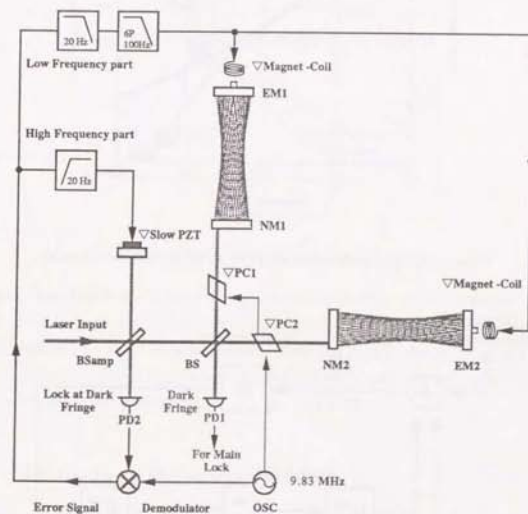 20 Hz
6P
100Hz
Low Frequency part
▽Magnet -Coil
EM1
High Frequency part
20 Hz
NM1
▽Slow PZT
▽PC1
▽Magnet -Coil
Laser Input
▽PC2
BSamp
BS
NM2
EM2
Lock at Dark
Fringe
Dark
Fringe
PD2
PD1
For Main
Lock
9.83 MHz
Error Signal
Demodulator
OSC